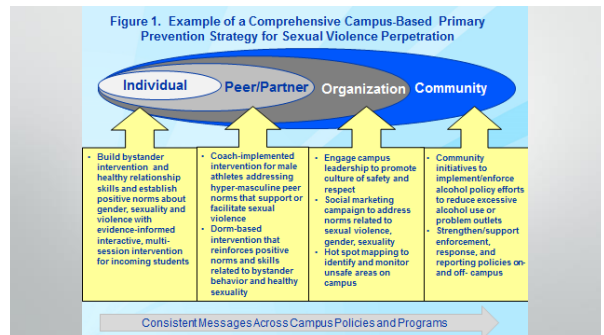 Figure 1. Example of a Comprehensive Campus-Based Primary
Prevention Strategy for Sexual Violence Perpetration
Individual
Peer/Partner
Organization
Community
• Build bystander
intervention and
healthy relationship
skills and establish
positive norms about
gender, sexuality and
violence with
evidence-informed
interactive, multi-
session intervention
for incoming students
• Coach-implemented
intervention for male
athletes addressing
hyper-masculine peer
norms that support or
facilitate sexual
violence
• Dorm-based
intervention that
reinforces positive
norms and skills
related to bystander
behavior and healthy
sexuality
• Engage campus
leadership to promote
culture of safety and
respect
• Social marketing
campaign to address
norms related to
sexual violence,
gender, sexuality
• Hot spot mapping to
identify and monitor
unsafe areas on
campus
• Community
initiatives to
implement/enforce
alcohol policy efforts
to reduce excessive
alcohol use or
problem outlets
• Strengthen/support
enforcement,
response, and
reporting policies on-
and off- campus
Consistent Messages Across Campus Policies and Programs